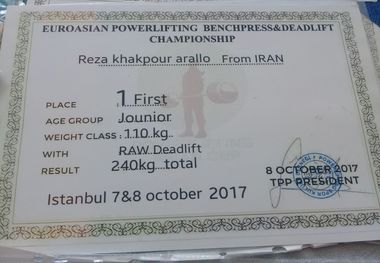 EUROASIAN POWERLIFTING BENCHPRESS&DEADLIFT
CHAMPIONSHIP
Reza khakpour arallo From IRAN
PLACE 1 First
AGE GROUP Jounior
WEIGHT CLASS : 110 kg
WITH RAW Deadlift
RESULT 240kg total
8 OCTOBER 2017
TPP PRESIDENT
Istanbul 7&8 october 2017